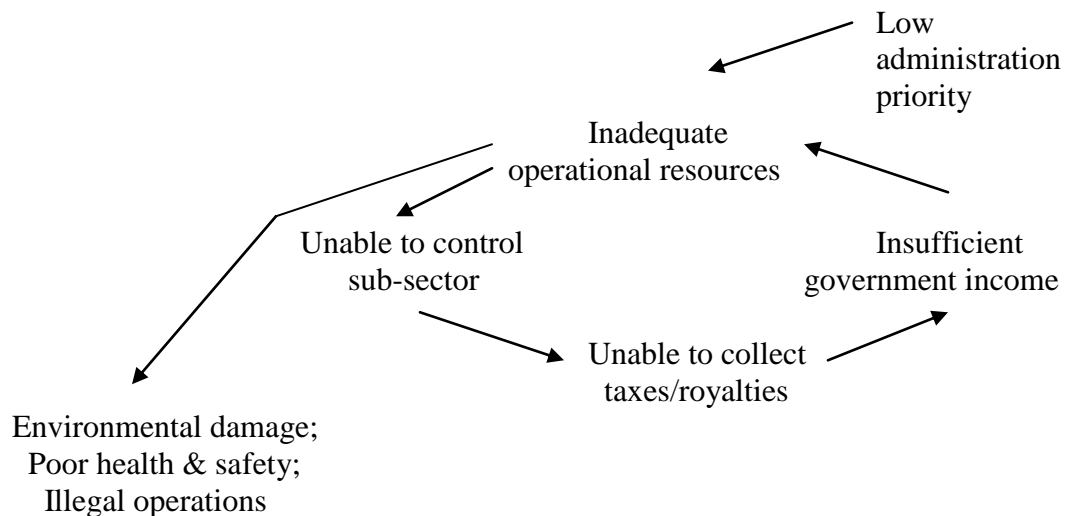 Low
administration
priority
Inadequate
operational resources
Unable to control
sub-sector
Insufficient
government income
Unable to collect
taxes/royalties
Environmental damage;
Poor health & safety;
Illegal operations